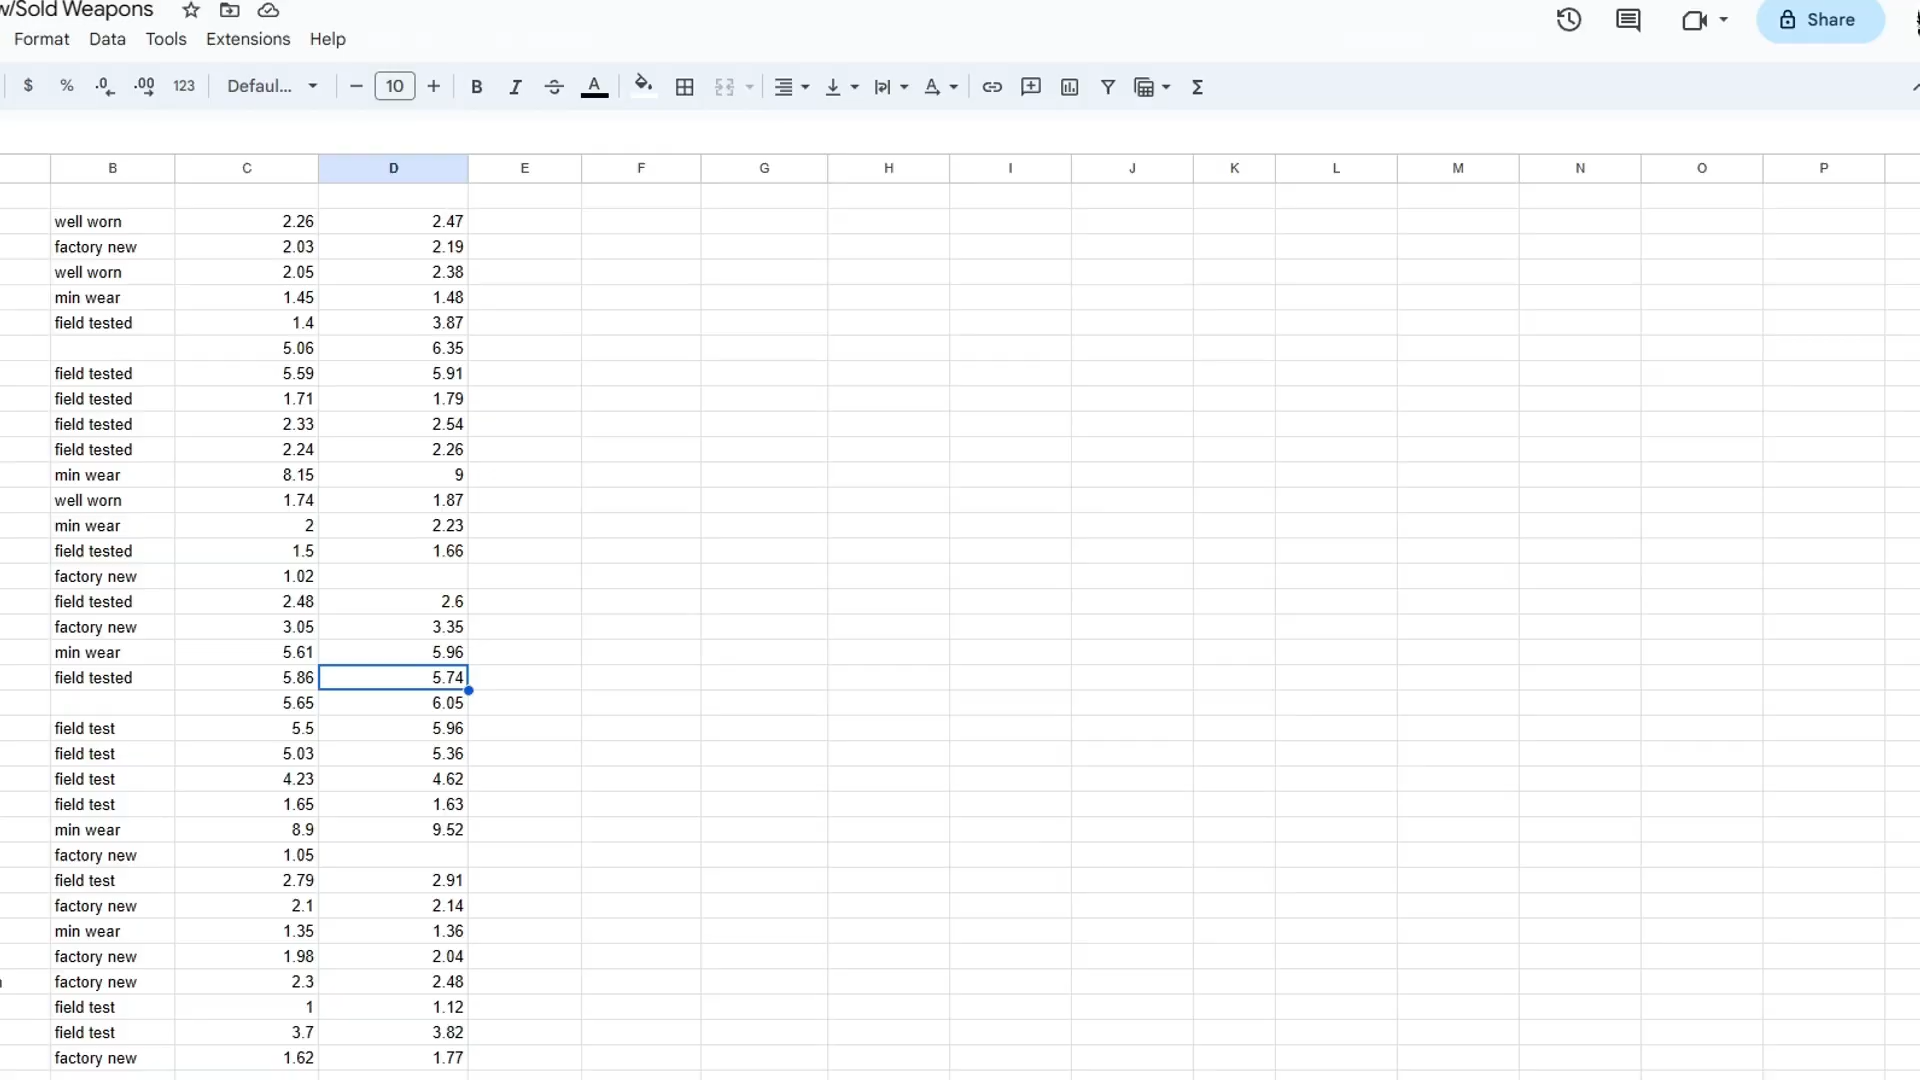 w/Sold Weapons
Format Data Tools Extensions Help
Share
$ % .0 .00 123 Defaul... 10 B I A
B C D E F G H I J K L M N O P
well worn 2.26 2.47
factory new 2.03 2.19
well worn 2.05 2.38
min wear 1.45 1.48
field tested 1.4 3.87
5.06 6.35
field tested 5.59 5.91
field tested 1.71 1.79
field tested 2.33 2.54
field tested 2.24 2.26
min wear 8.15 9
well worn 1.74 1.87
min wear 2 2.23
field tested 1.5 1.66
factory new 1.02
field tested 2.48 2.6
factory new 3.05 3.35
min wear 5.61 5.96
field tested 5.86 5.74
5.65 6.05
field test 5.5 5.96
field test 5.03 5.36
field test 4.23 4.62
field test 1.65 1.63
min wear 8.9 9.52
factory new 1.05
field test 2.79 2.91
factory new 2.1 2.14
min wear 1.35 1.36
factory new 1.98 2.04
factory new 2.3 2.48
field test 1 1.12
field test 3.7 3.82
factory new 1.62 1.77